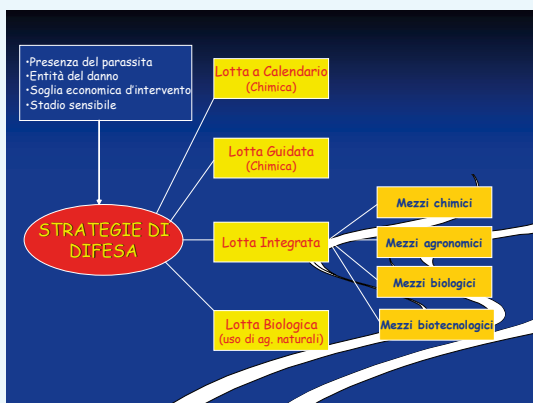 •Presenza del parassita
•Entità del danno
•Soglia economica d'intervento
•Stadio sensibile
Lotta a Calendario
(Chimica)
Lotta Guidata
(Chimica)
STRATEGIE DI
DIFESA
Lotta Integrata
Mezzi chimici
Mezzi agronomici
Mezzi biologici
Mezzi biotecnologici
Lotta Biologica
(uso di ag. naturali)